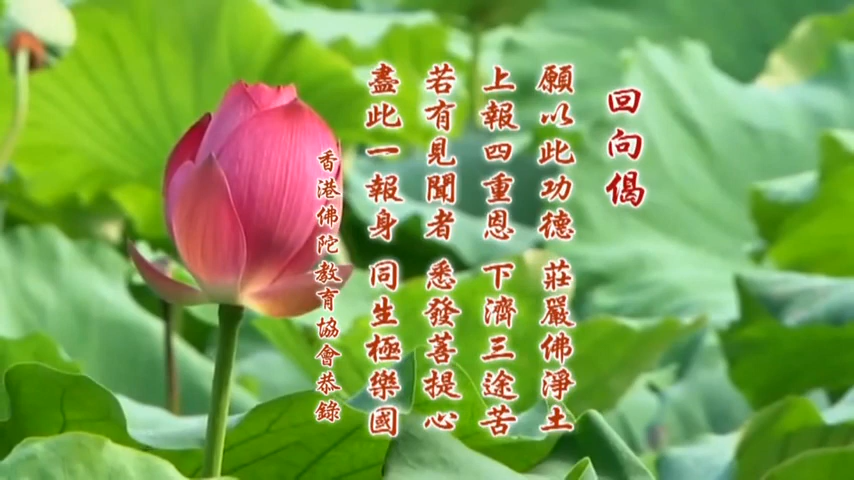 回向偈
願以此功德 莊嚴佛淨土
上報四重恩 下濟三途苦
若有見聞者 悉發菩提心
盡此一報身 同生極樂國
香港佛陀教育協會恭錄